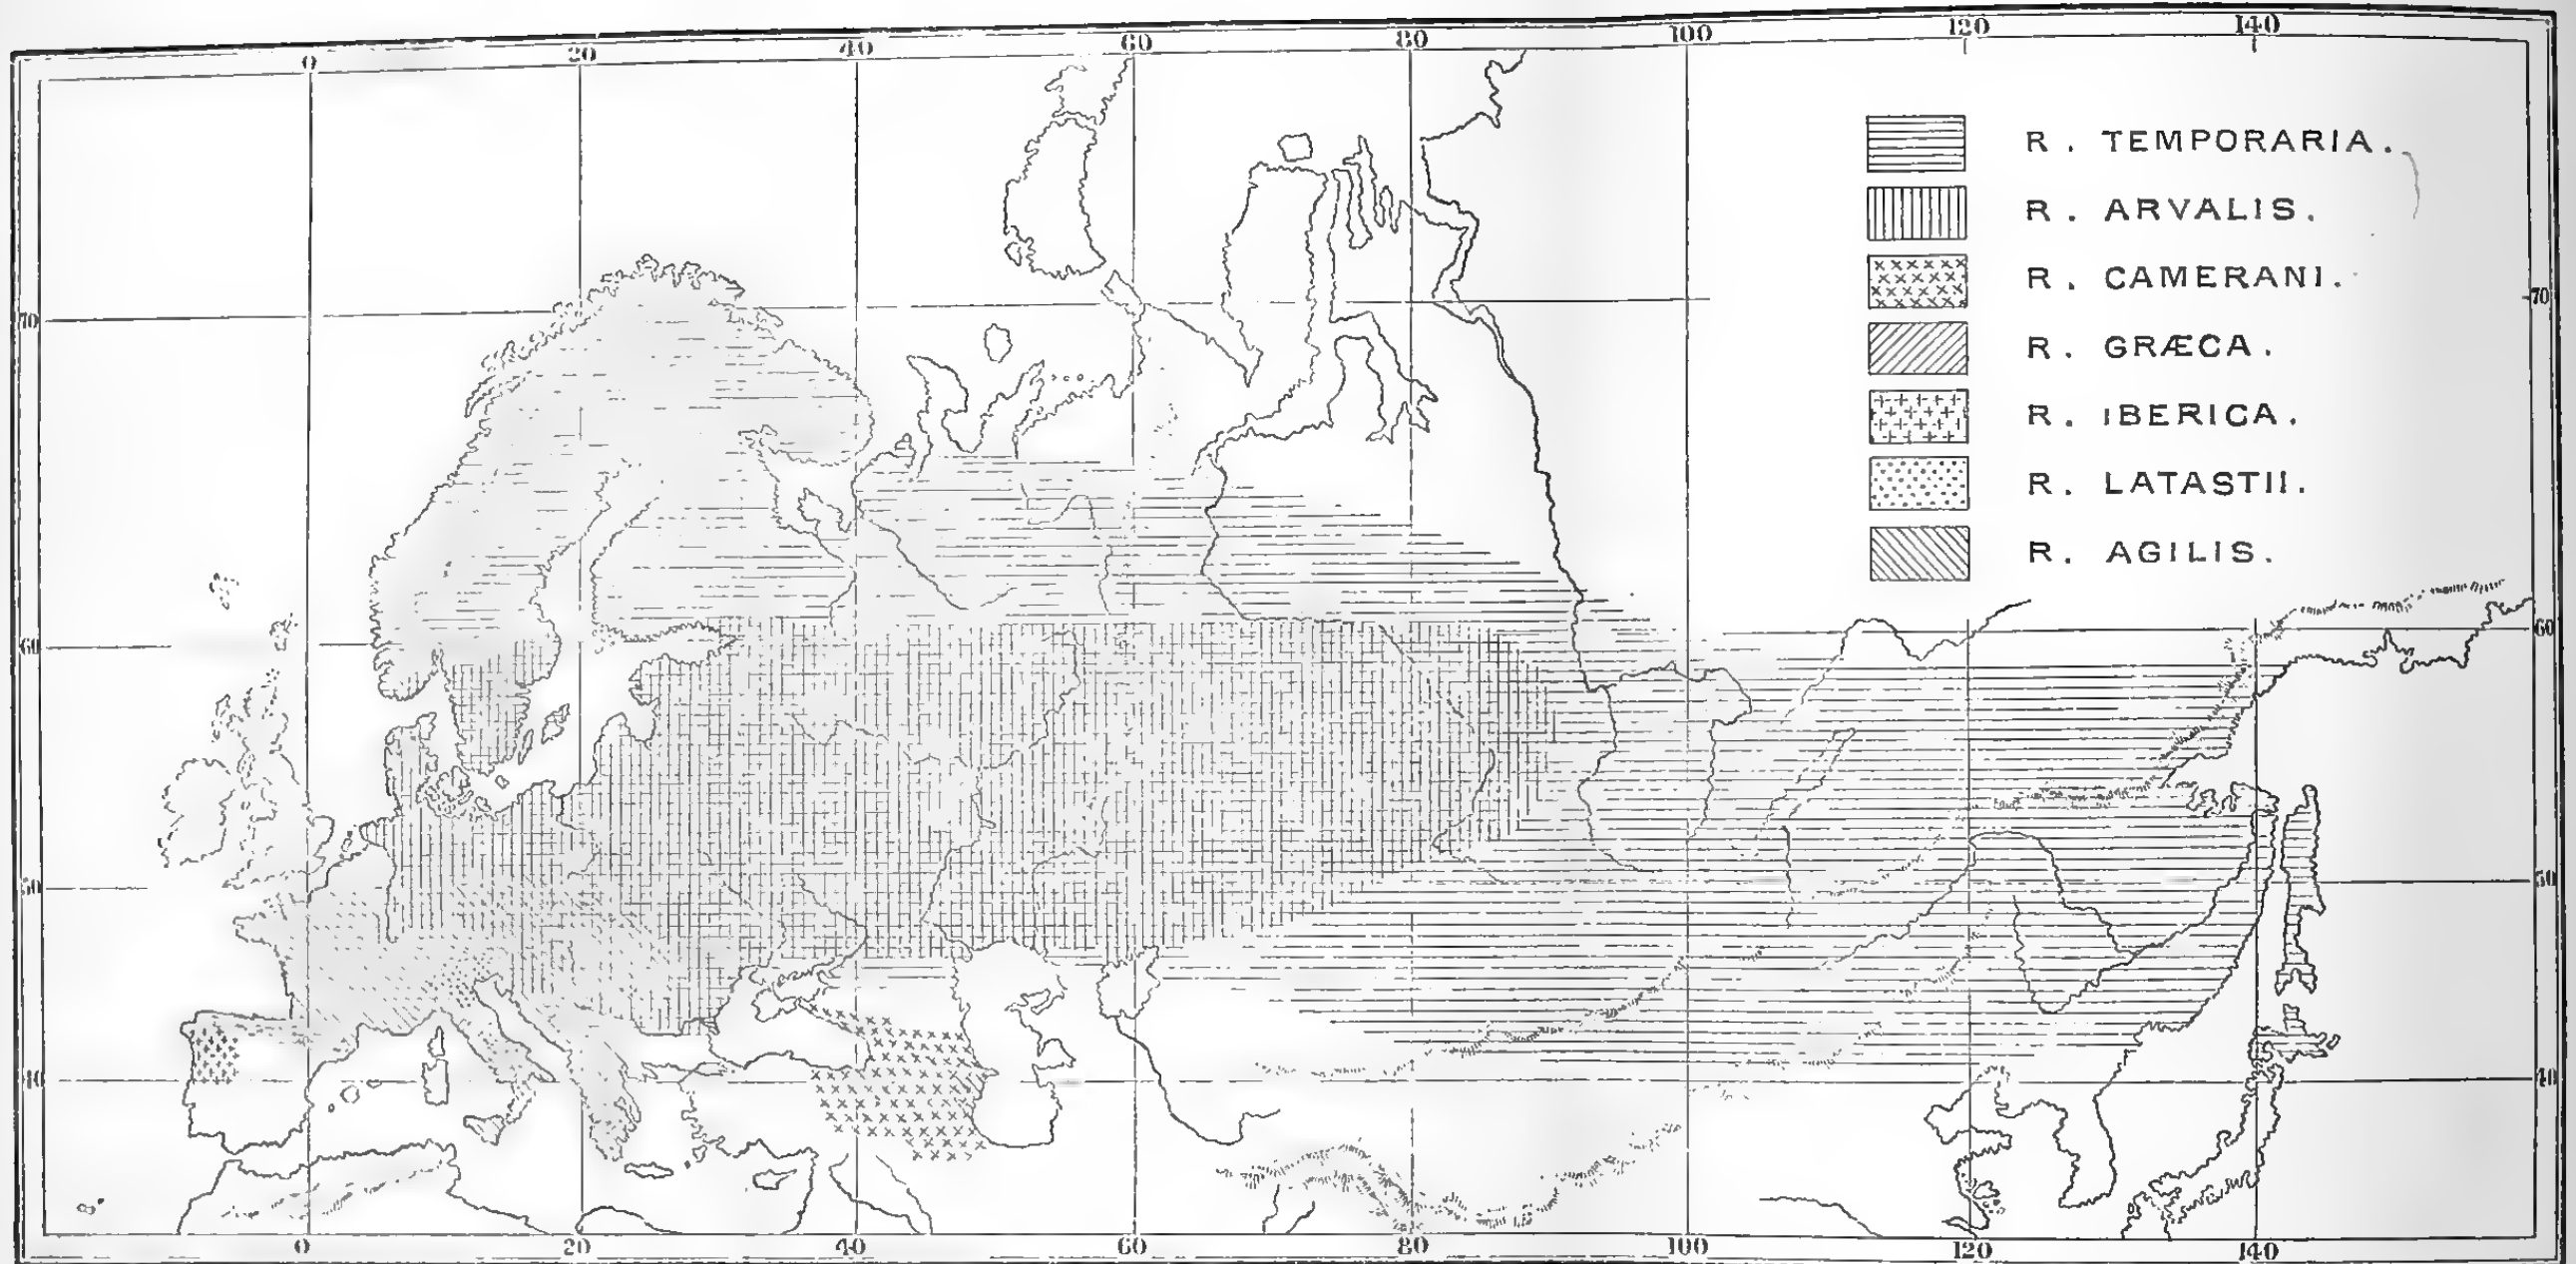 0 20 40 60 80 100 120 140
R. TEMPORARIA.
R. ARVALIS.
R. CAMERANI.
R. GRÆCA.
R. IBERICA.
R. LATASTII.
R. AGILIS.
70 70
60 60
50 50
40 40
0 20 40 60 80 100 120 140